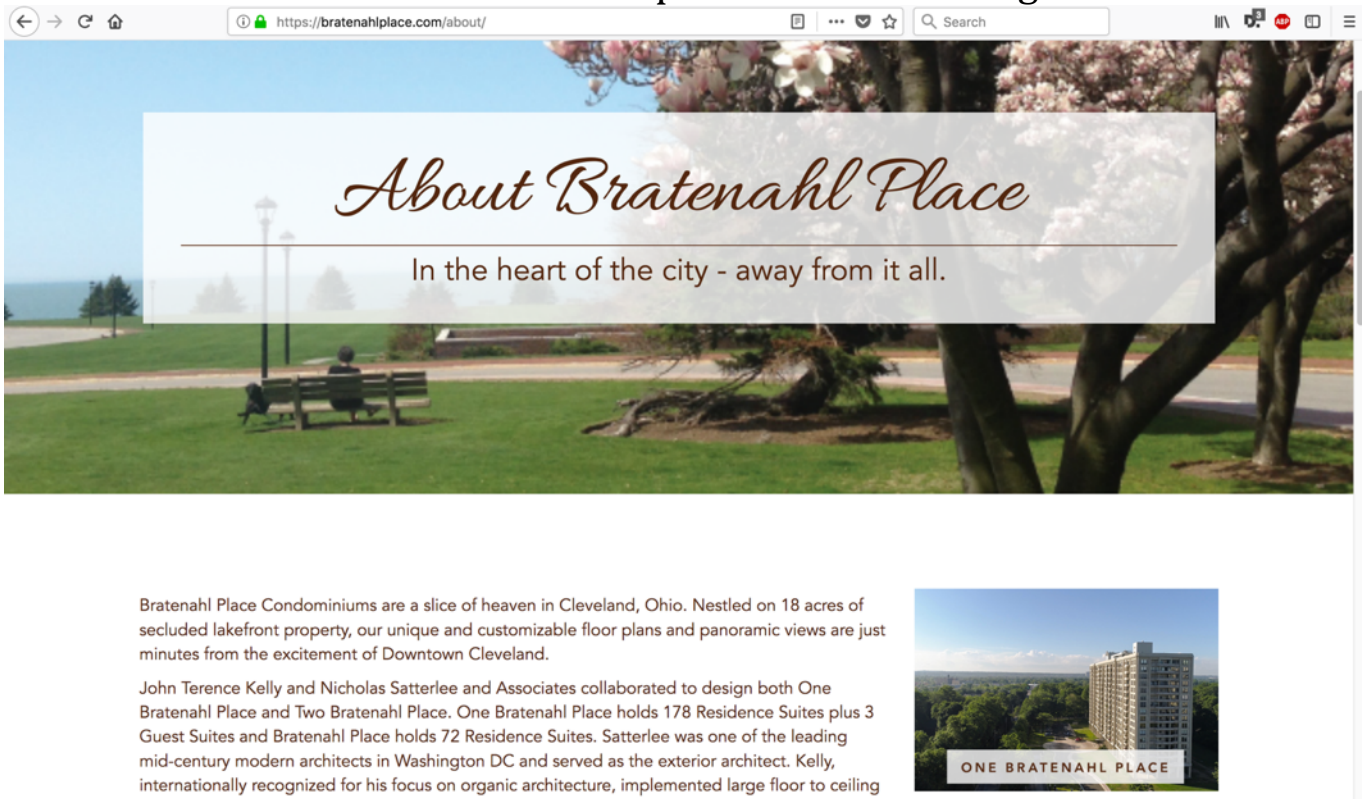 https://bratenahlplace.com/about/
Search
3
ABP
About Bratenahl Place
In the heart of the city - away from it all.
Bratenahl Place Condominiums are a slice of heaven in Cleveland, Ohio. Nestled on 18 acres of
secluded lakefront property, our unique and customizable floor plans and panoramic views are just
minutes from the excitement of Downtown Cleveland.
John Terence Kelly and Nicholas Satterlee and Associates collaborated to design both One
Bratenahl Place and Two Bratenahl Place. One Bratenahl Place holds 178 Residence Suites plus 3
Guest Suites and Bratenahl Place holds 72 Residence Suites. Satterlee was one of the leading
mid-century modern architects in Washington DC and served as the exterior architect. Kelly,
internationally recognized for his focus on organic architecture, implemented large floor to ceiling
ONE BRATENAHL PLACE